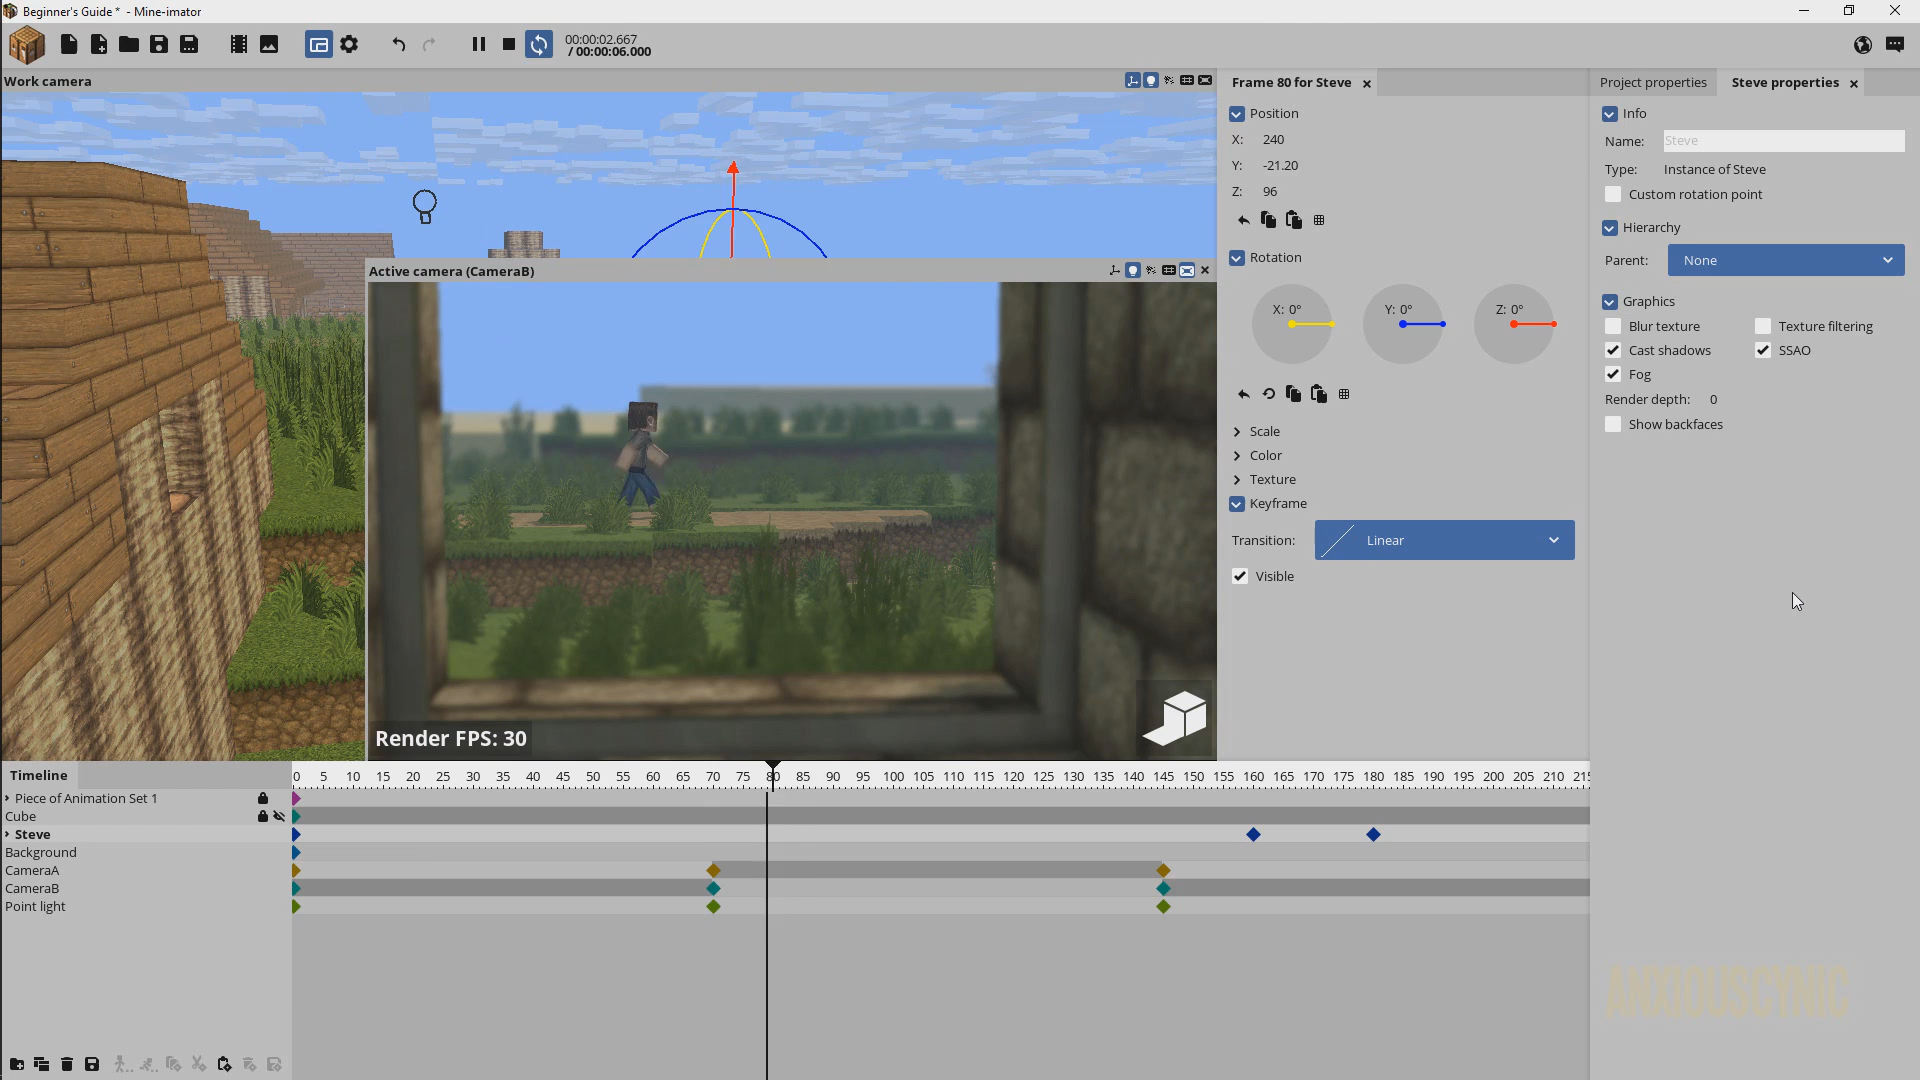 Beginner's Guide * - Mine-imator
00:00:02.667
/ 00:00:06.000
Work camera
Active camera (CameraB)
Render FPS: 30
Frame 80 for Steve
Position
X: 240
Y: -21.20
Z: 96
Rotation
X: 0°
Y: 0°
Z: 0°
Scale
Color
Texture
Keyframe
Transition: Linear
Visible
Project properties
Steve properties
Info
Name: Steve
Type: Instance of Steve
Custom rotation point
Hierarchy
Parent: None
Graphics
Blur texture
Texture filtering
Cast shadows
SSAO
Fog
Render depth: 0
Show backfaces
Timeline
0 5 10 15 20 25 30 35 40 45 50 55 60 65 70 75 80 85 90 95 100 105 110 115 120 125 130 135 140 145 150 155 160 165 170 175 180 185 190 195 200 205 210 215
Piece of Animation Set 1
Cube
Steve
Background
CameraA
CameraB
Point light
ANXIOUSCYNIC